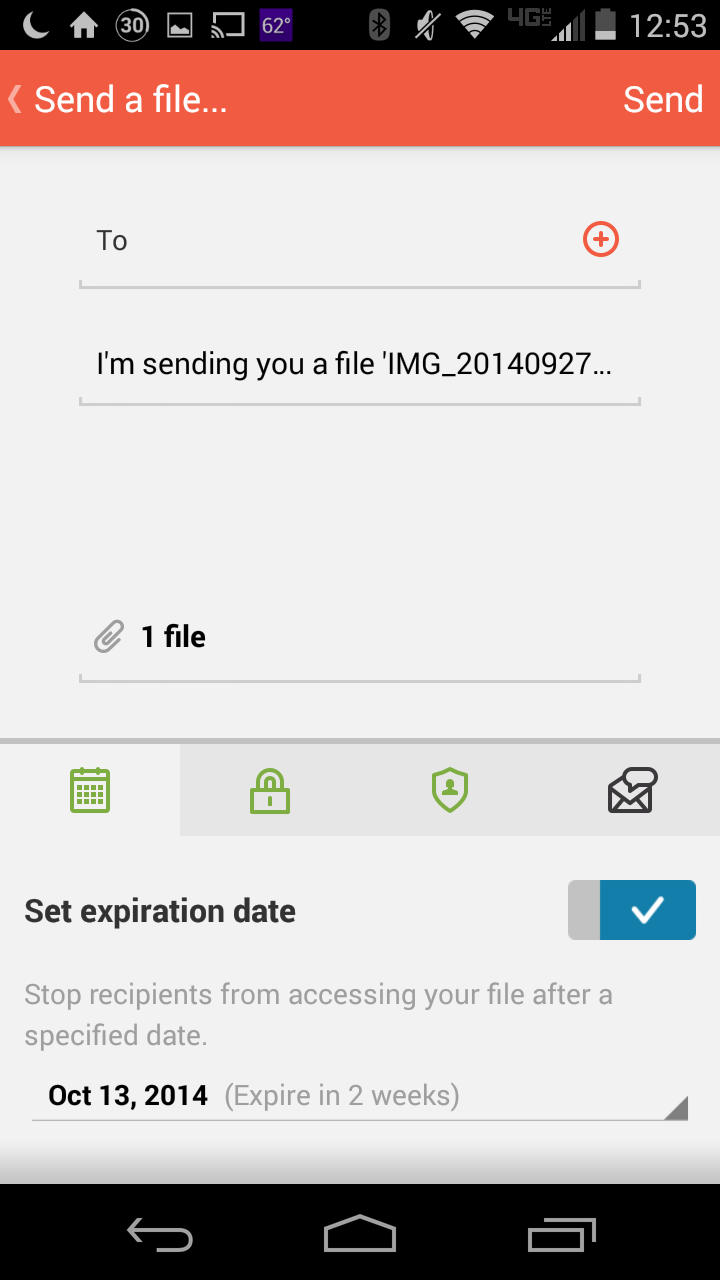 30 62° 4G LTE 12:53
Send a file... Send
To
I'm sending you a file 'IMG_20140927...
1 file
Set expiration date
Stop recipients from accessing your file after a
specified date.
Oct 13, 2014 (Expire in 2 weeks)